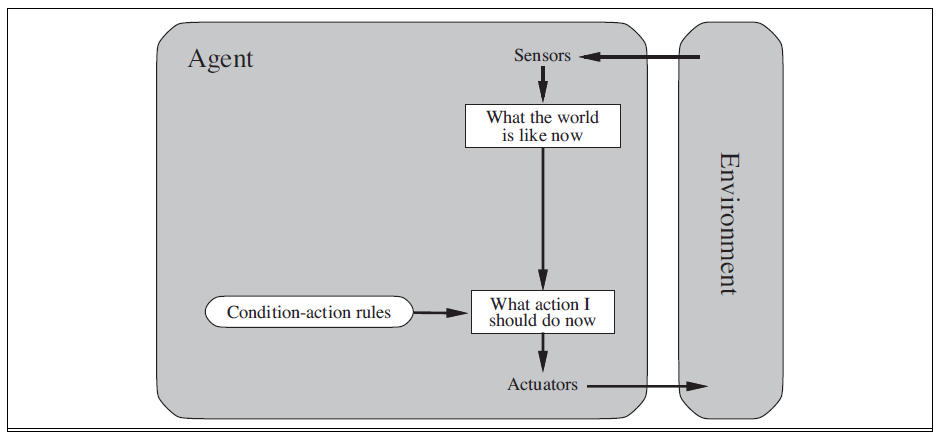 Agent
Sensors
What the world
is like now
Environment
Condition-action rules
What action I
should do now
Actuators